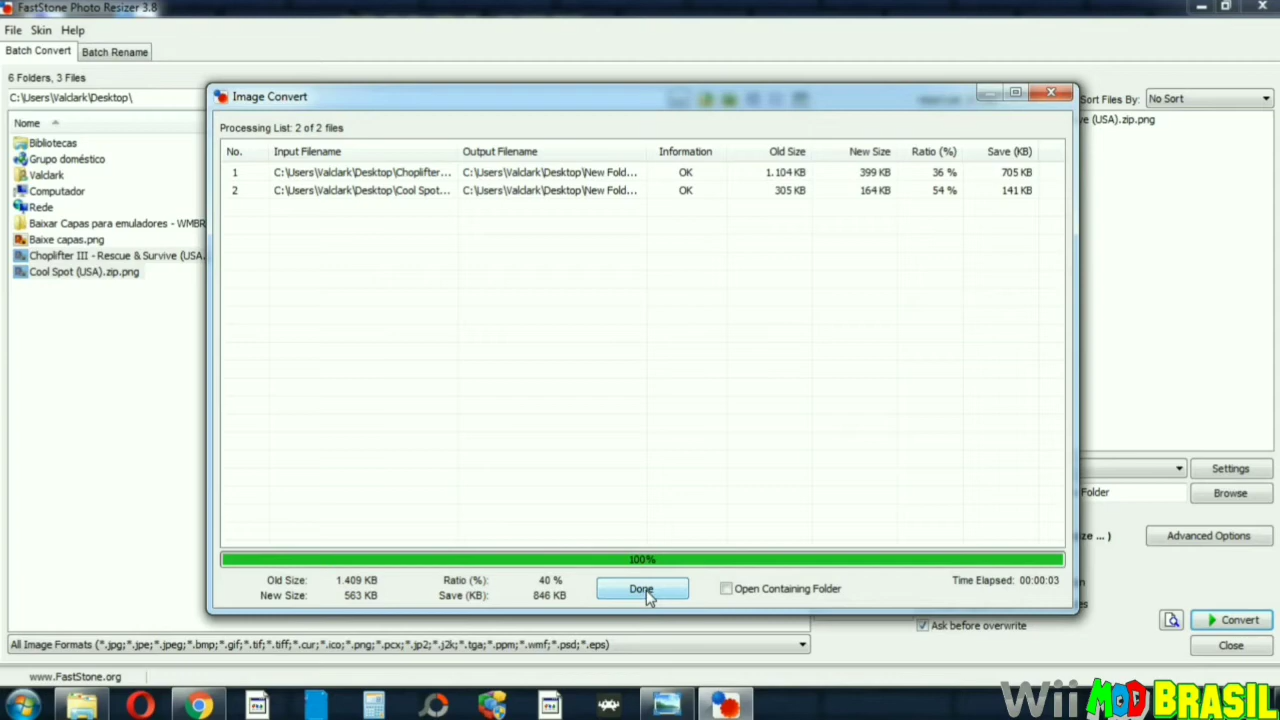 FastStone Photo Resizer 3.8
File Skin Help
Batch Convert Batch Rename
6 Folders, 3 Files
C:\Users\Valclark\Desktop\
Sort Files By: No Sort
Nome
Bibliotecas
Grupo doméstico
Valclark
Computador
Rede
Baixar Capas para emuladores - WMBR
Baixe capas.png
Choplifter III - Rescue & Survive (USA.
Cool Spot (USA).zip.png
ve (USA).zip.png
Image Convert
Processing List: 2 of 2 files
No. Input Filename Output Filename Information Old Size New Size Ratio (%) Save (KB)
1 C:\Users\Valclark\Desktop\Choplifter... C:\Users\Valclark\Desktop\New Fold... OK 1.104 KB 399 KB 36 % 705 KB
2 C:\Users\Valclark\Desktop\Cool Spot... C:\Users\Valclark\Desktop\New Fold... OK 305 KB 164 KB 54 % 141 KB
100%
Old Size: 1.409 KB Ratio (%): 40 % Done Open Containing Folder Time Elapsed: 00:00:03
New Size: 563 KB Save (KB): 846 KB
Settings
Folder Browse
ze ... ) Advanced Options
Ask before overwrite
Convert
Close
All Image Formats (*.jpg;*.jpe;*.jpeg;*.bmp;*.gif;*.tif;*.tiff;*.cur;*.ico;*.png;*.pcx;*.jp2;*.j2k;*.tga;*.ppm;*.wmf;*.psd;*.eps)
www.FastStone.org
Wii MOD BRASIL